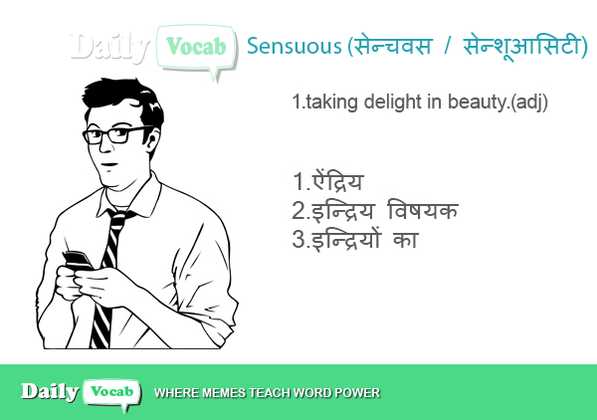 Daily Vocab Sensuous (सेन्चवस / सेन्शूआसिटी)
1.taking delight in beauty.(adj)
1.ऐंद्रिय
2.इन्द्रिय विषयक
3.इन्द्रियों का
Daily Vocab WHERE MEMES TEACH WORD POWER